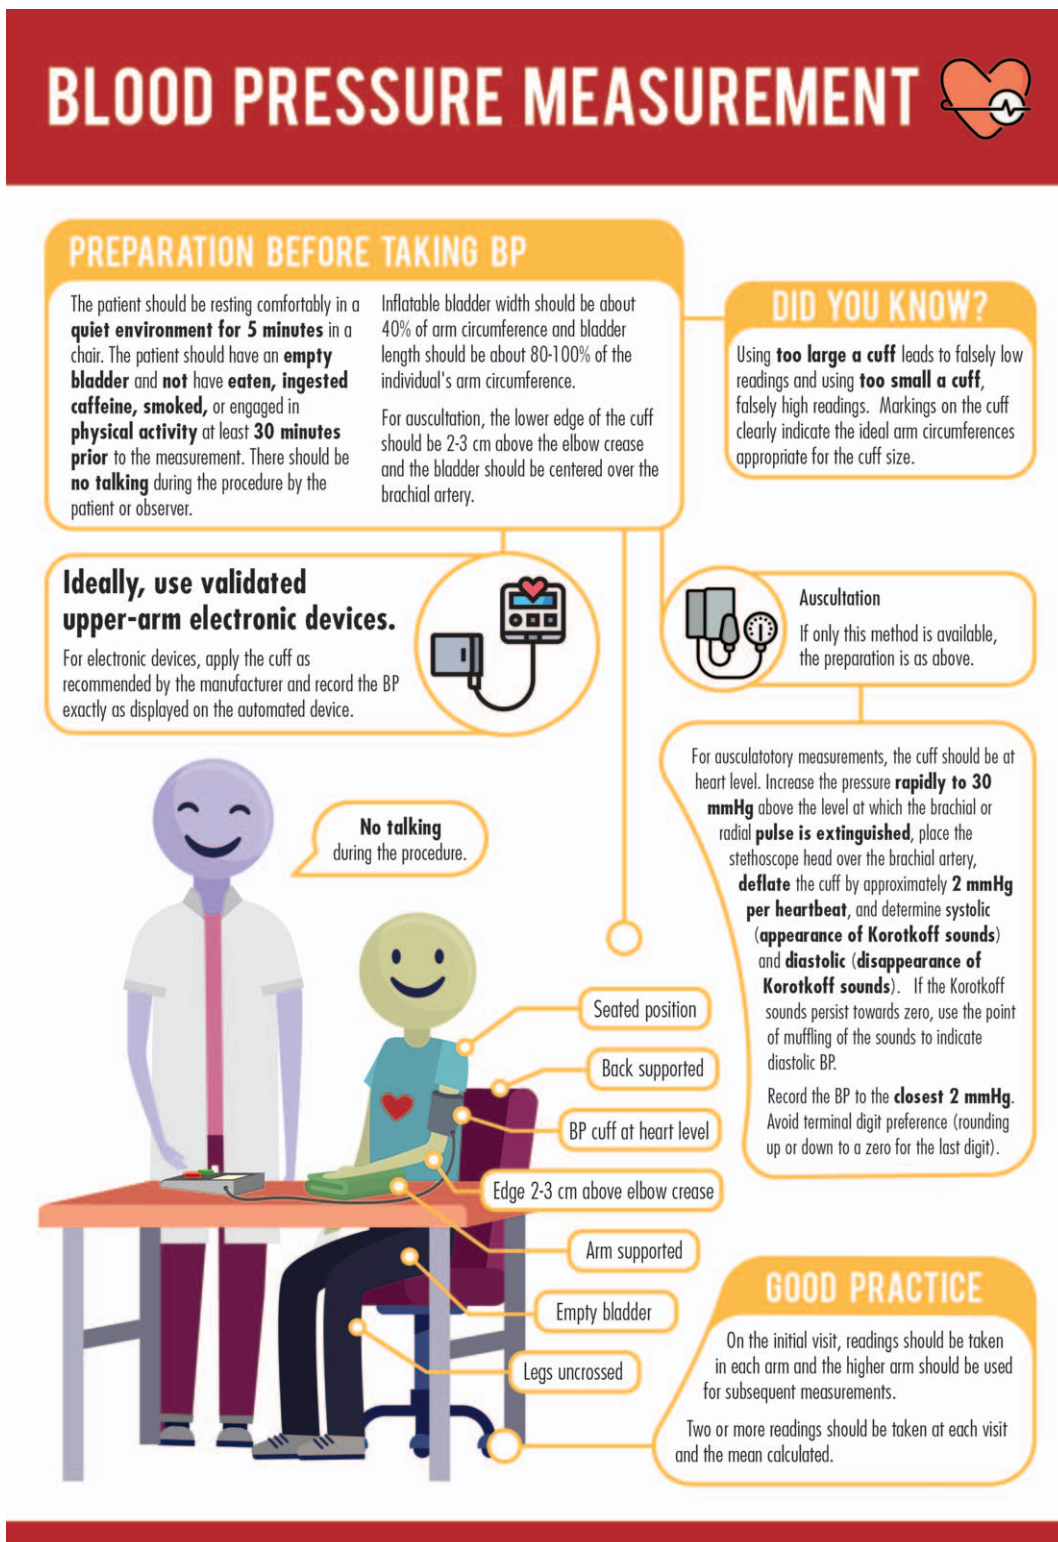 BLOOD PRESSURE MEASUREMENT
PREPARATION BEFORE TAKING BP
The patient should be resting comfortably in a
quiet environment for 5 minutes in a
chair. The patient should have an empty
bladder and not have eaten, ingested
caffeine, smoked, or engaged in
physical activity at least 30 minutes
prior to the measurement. There should be
no talking during the procedure by the
patient or observer.
Inflatable bladder width should be about
40% of arm circumference and bladder
length should be about 80-100% of the
individual's arm circumference.
For auscultation, the lower edge of the cuff
should be 2-3 cm above the elbow crease
and the bladder should be centered over the
brachial artery.
DID YOU KNOW?
Using too large a cuff leads to falsely low
readings and using too small a cuff,
falsely high readings. Markings on the cuff
clearly indicate the ideal arm circumferences
appropriate for the cuff size.
Ideally, use validated
upper-arm electronic devices.
For electronic devices, apply the cuff as
recommended by the manufacturer and record the BP
exactly as displayed on the automated device.
Auscultation
If only this method is available,
the preparation is as above.
For ausculatotory measurements, the cuff should be at
heart level. Increase the pressure rapidly to 30
mmHg above the level at which the brachial or
radial pulse is extinguished, place the
stethoscope head over the brachial artery,
deflate the cuff by approximately 2 mmHg
per heartbeat, and determine systolic
(appearance of Korotkoff sounds)
and diastolic (disappearance of
Korotkoff sounds). If the Korotkoff
sounds persist towards zero, use the point
of muffling of the sounds to indicate
diastolic BP.
Record the BP to the closest 2 mmHg.
Avoid terminal digit preference (rounding
up or down to a zero for the last digit).
No talking
during the procedure.
Seated position
Back supported
BP cuff at heart level
Edge 2-3 cm above elbow crease
Arm supported
Empty bladder
Legs uncrossed
GOOD PRACTICE
On the initial visit, readings should be taken
in each arm and the higher arm should be used
for subsequent measurements.
Two or more readings should be taken at each visit
and the mean calculated.